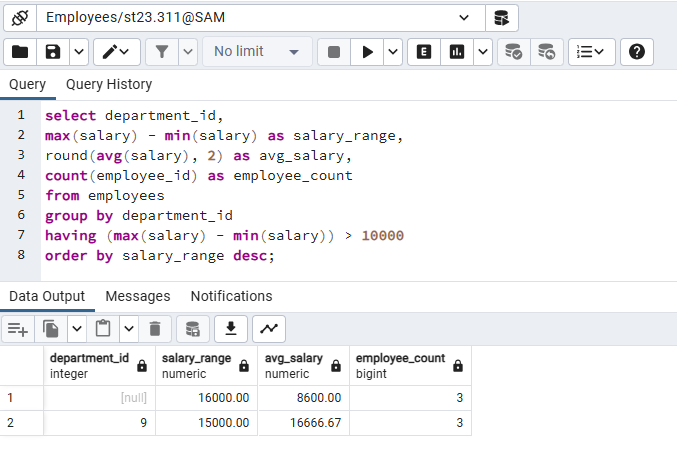 Employees/st23.311@SAM
No limit
E
Query Query History
1 select department_id,
2 max(salary) - min(salary) as salary_range,
3 round(avg(salary), 2) as avg_salary,
4 count(employee_id) as employee_count
5 from employees
6 group by department_id
7 having (max(salary) - min(salary)) > 10000
8 order by salary_range desc;
Data Output Messages Notifications
department_id salary_range avg_salary employee_count
integer numeric numeric bigint
1 [null] 16000.00 8600.00 3
2 9 15000.00 16666.67 3